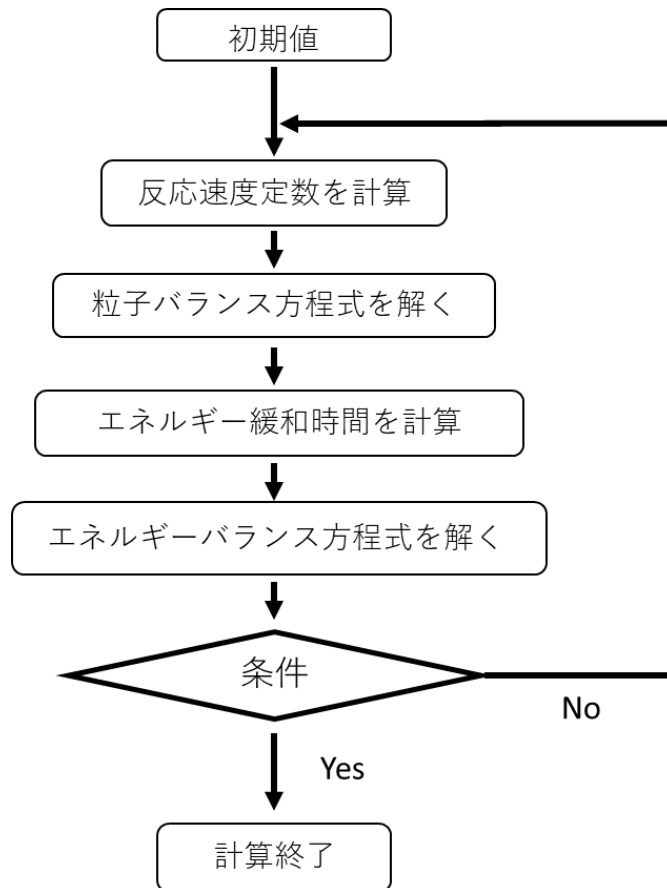 初期値
反応速度定数を計算
粒子バランス方程式を解く
エネルギー緩和時間を計算
エネルギーバランス方程式を解く
条件
No
Yes
計算終了